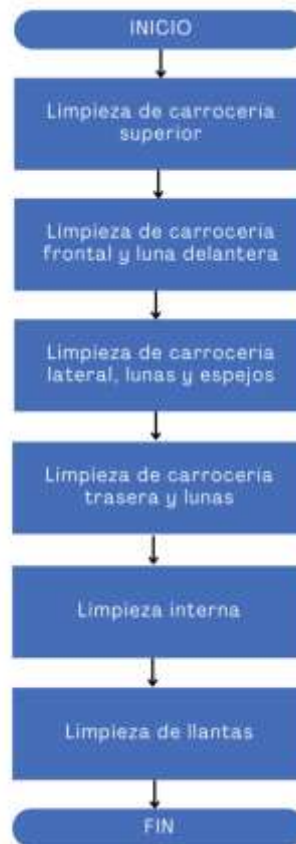 INICIO
Limpieza de carroceria
superior
Limpieza de carroceria
frontal y luna delantera
Limpieza de carroceria
lateral, lunas y espejos
Limpieza de carroceria
trasera y lunas
Limpieza interna
Limpieza de llantas
FIN